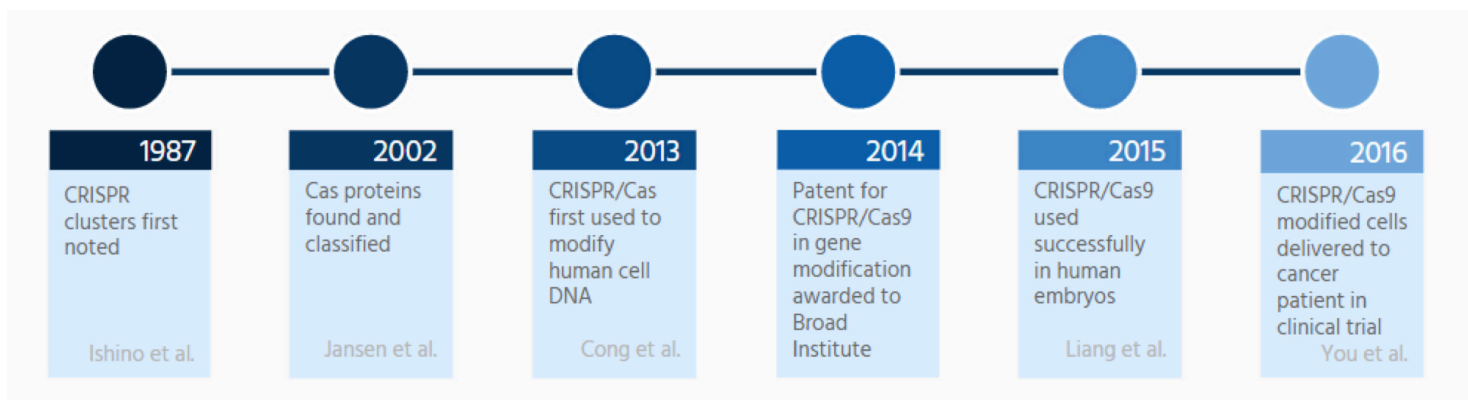 1987
CRISPR
clusters first
noted
Ishino et al.
2002
Cas proteins
found and
classified
Jansen et al.
2013
CRISPR/Cas
first used to
modify
human cell
DNA
Cong et al.
2014
Patent for
CRISPR/Cas9
in gene
modification
awarded to
Broad
Institute
2015
CRISPR/Cas9
used
successfully
in human
embryos
Liang et al.
2016
CRISPR/Cas9
modified cells
delivered to
cancer
patient in
clinical trial
You et al.